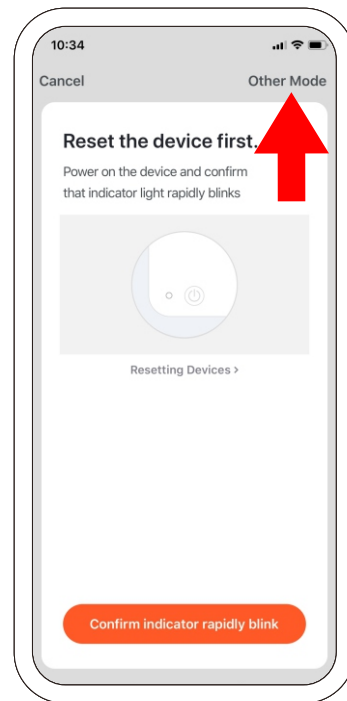 10:34
Cancel Other Mode
Reset the device first.
Power on the device and confirm
that indicator light rapidly blinks
Resetting Devices >
Confirm indicator rapidly blink